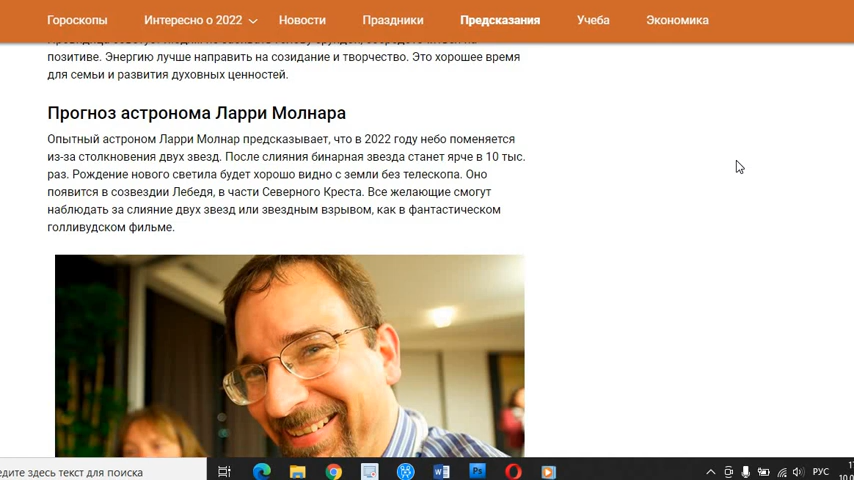 Гороскопы Интересно о 2022 Новости Праздники Предсказания Учеба Экономика
позитиве. Энергию лучше направить на созидание и творчество. Это хорошее время
для семьи и развития духовных ценностей.
Прогноз астронома Ларри Молнара
Опытный астроном Ларри Молнар предсказывает, что в 2022 году небо поменяется
из-за столкновения двух звезд. После слияния бинарная звезда станет ярче в 10 тыс.
раз. Рождение нового светила будет хорошо видно с земли без телескопа. Оно
появится в созвездии Лебедя, в части Северного Креста. Все желающие смогут
наблюдать за слияние двух звезд или звездным взрывом, как в фантастическом
голливудском фильме.
едите здесь текст для поиска
РУС